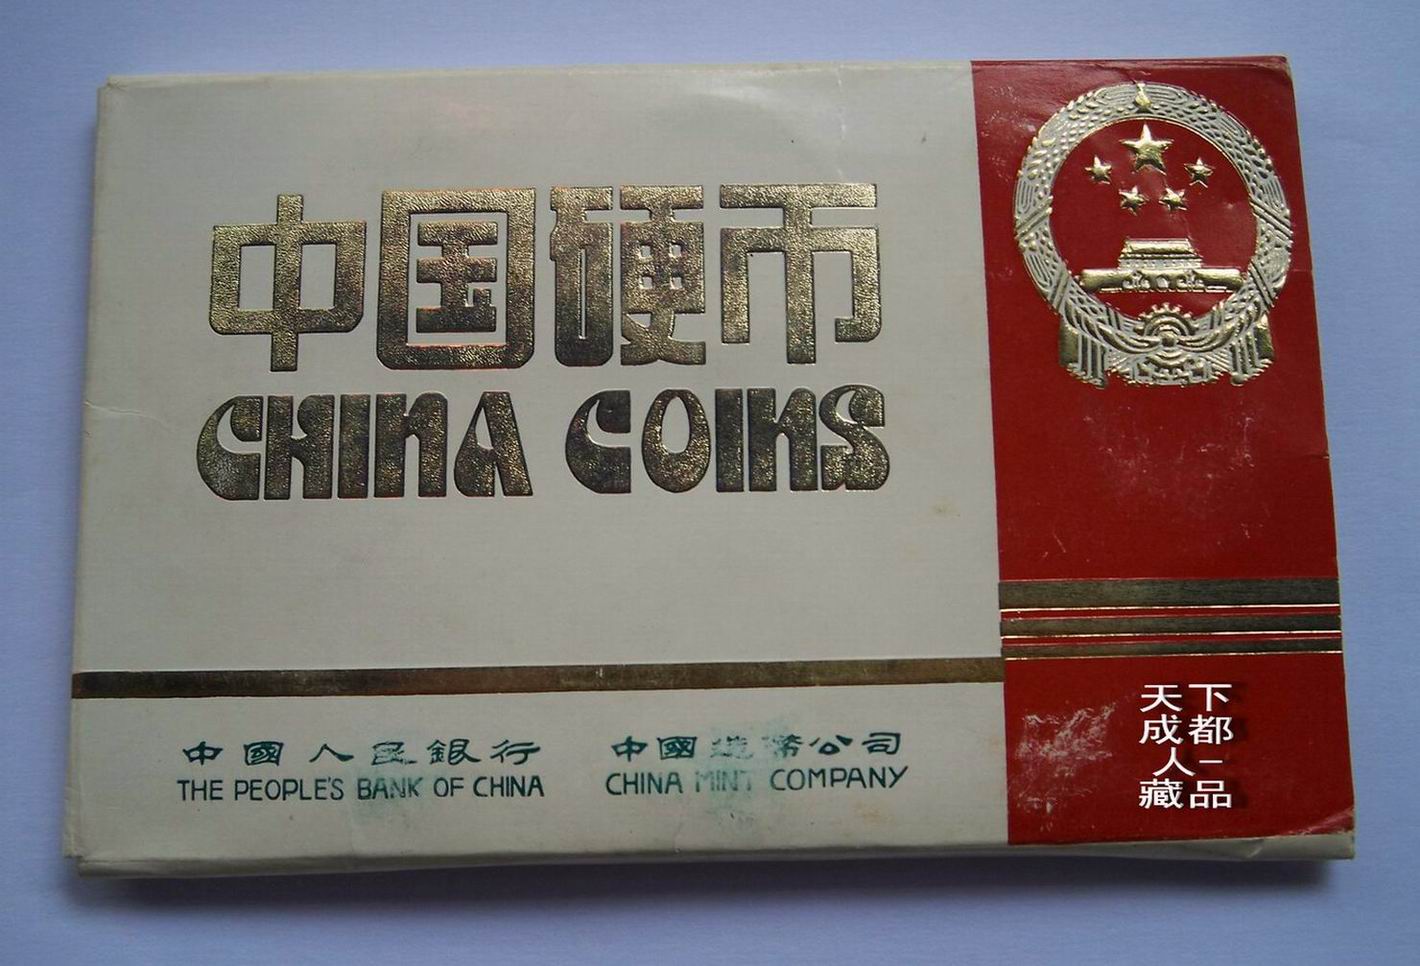 中国硬币
CHINA COINS
中國人民銀行
中國造幣公司
THE PEOPLE'S BANK OF CHINA
CHINA MINT COMPANY
天下
成都
人一
藏品